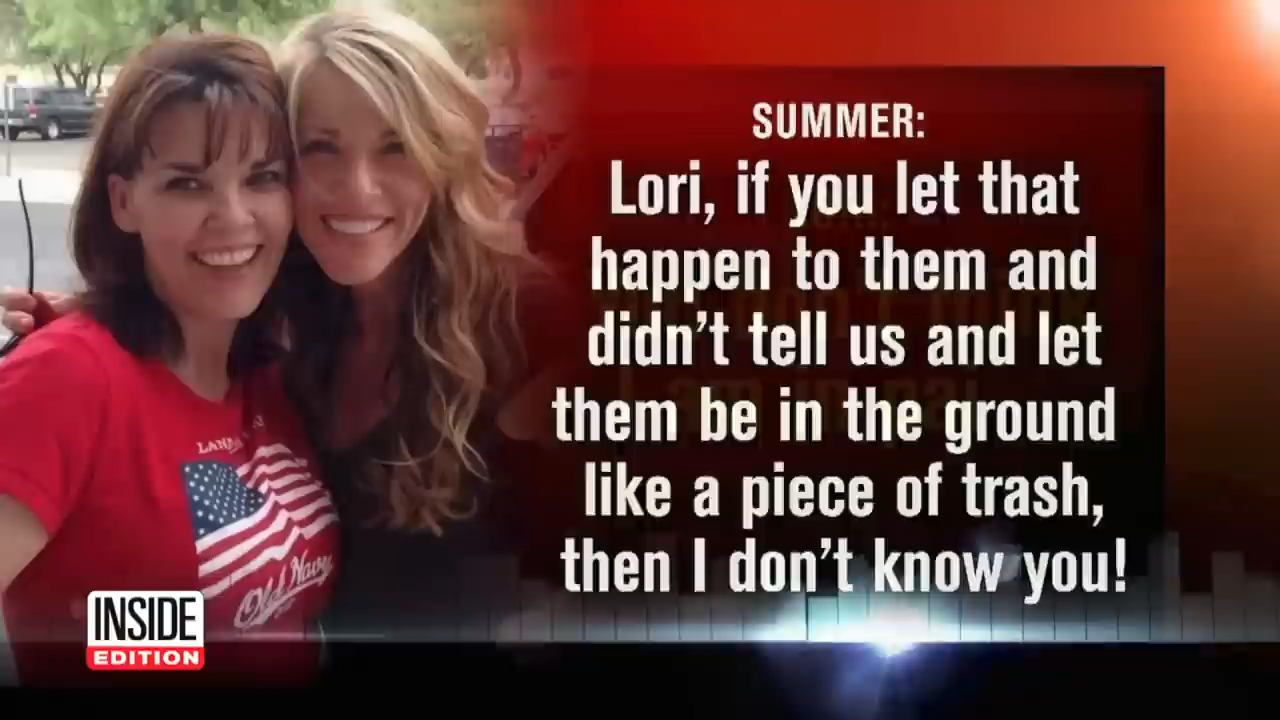 SUMMER:
Lori, if you let that
happen to them and
didn't tell us and let
them be in the ground
like a piece of trash,
then I don't know you!
Old Navy
INSIDE
EDITION